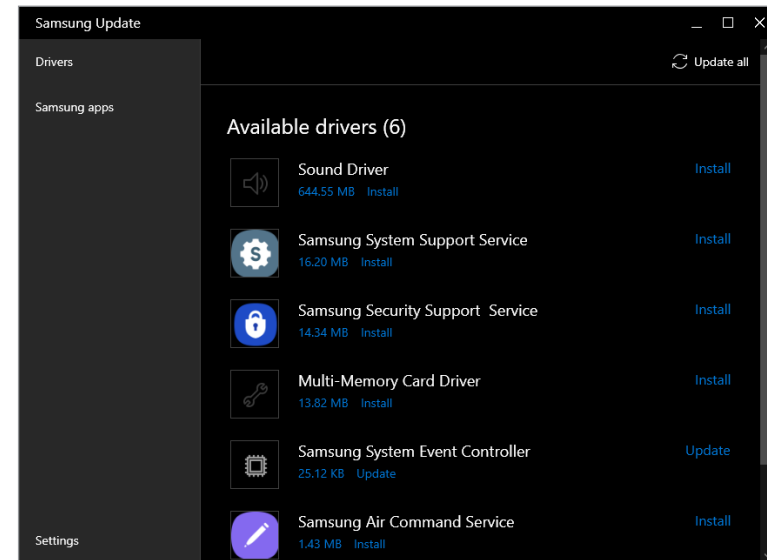 Samsung Update
Drivers
Update all
Samsung apps
Available drivers (6)
Sound Driver
Install
644.55 MB Install
Samsung System Support Service
Install
16.20 MB Install
S
Samsung Security Support Service
Install
14.34 MB Install
Multi-Memory Card Driver
Install
13.82 MB Install
Samsung System Event Controller
Update
25.12 KB Update
Samsung Air Command Service
Install
1.43 MB Install
Settings